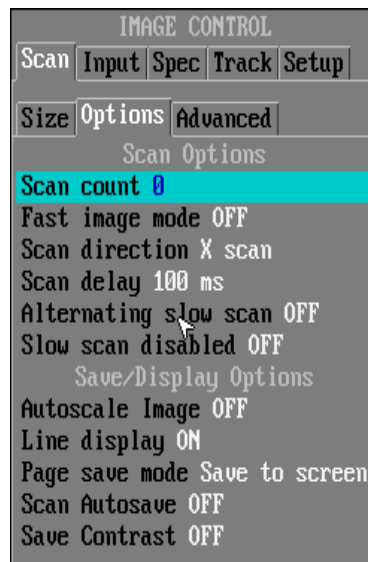 IMAGE CONTROL
Scan Input Spec Track Setup
Size Options Advanced
Scan Options
Scan count 0
Fast image mode OFF
Scan direction X scan
Scan delay 100 ms
Alternating slow scan OFF
Slow scan disabled OFF
Save/Display Options
Autoscale Image OFF
Line display ON
Page save mode Save to screen
Scan Autosave OFF
Save Contrast OFF